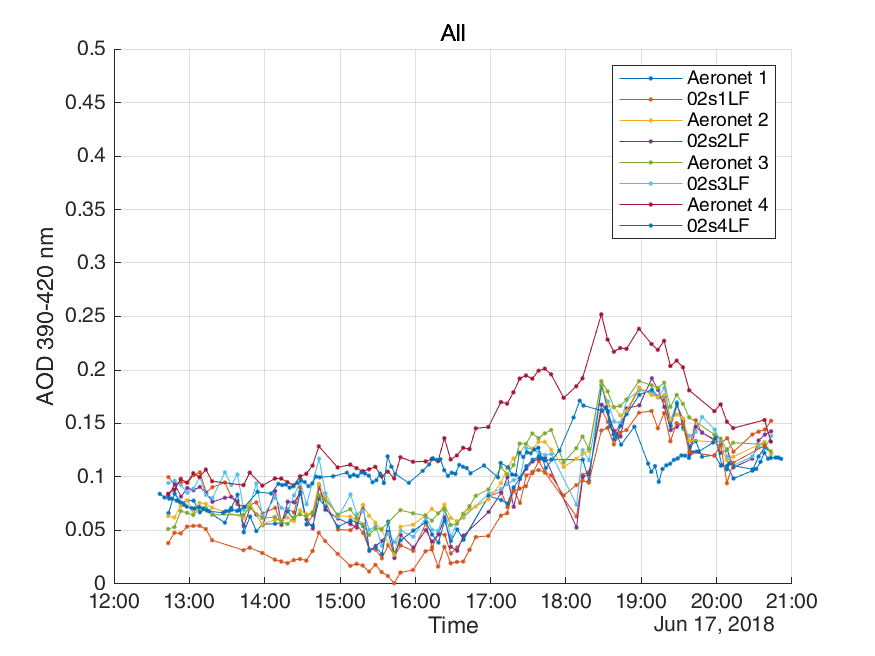 All
0.5
0.45
0.4
0.35
0.3
0.25
0.2
0.15
0.1
0.05
0
AOD 390-420 nm
Aeronet 1
02s1LF
Aeronet 2
02s2LF
Aeronet 3
02s3LF
Aeronet 4
02s4LF
12:00 13:00 14:00 15:00 16:00 17:00 18:00 19:00 20:00 21:00
Time
Jun 17, 2018